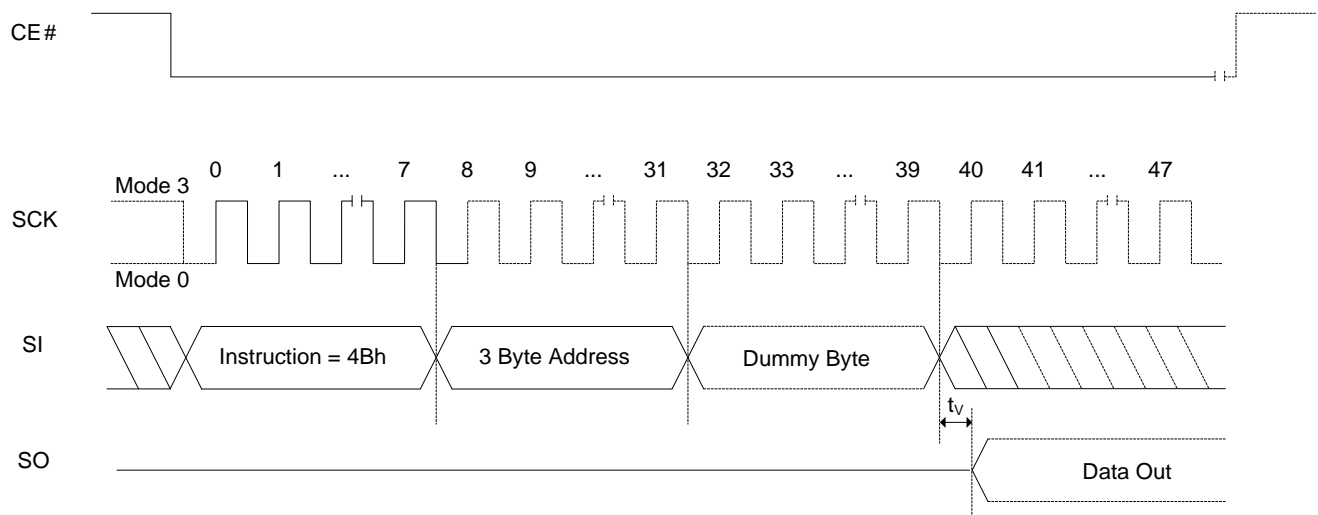 CE#
0 1 ... 7 8 9 ... 31 32 33 ... 39 40 41 ... 47
Mode 3
SCK
Mode 0
SI
Instruction = 4Bh
3 Byte Address
Dummy Byte
tV
SO
Data Out